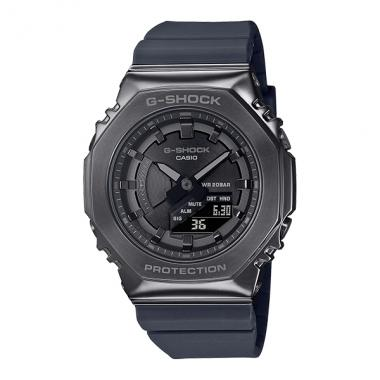 G-SHOCK
G-SHOCK
CASIO
WR 20BAR
DST HND
MUTE
6:30
ALM
SIG
36
PROTECTION